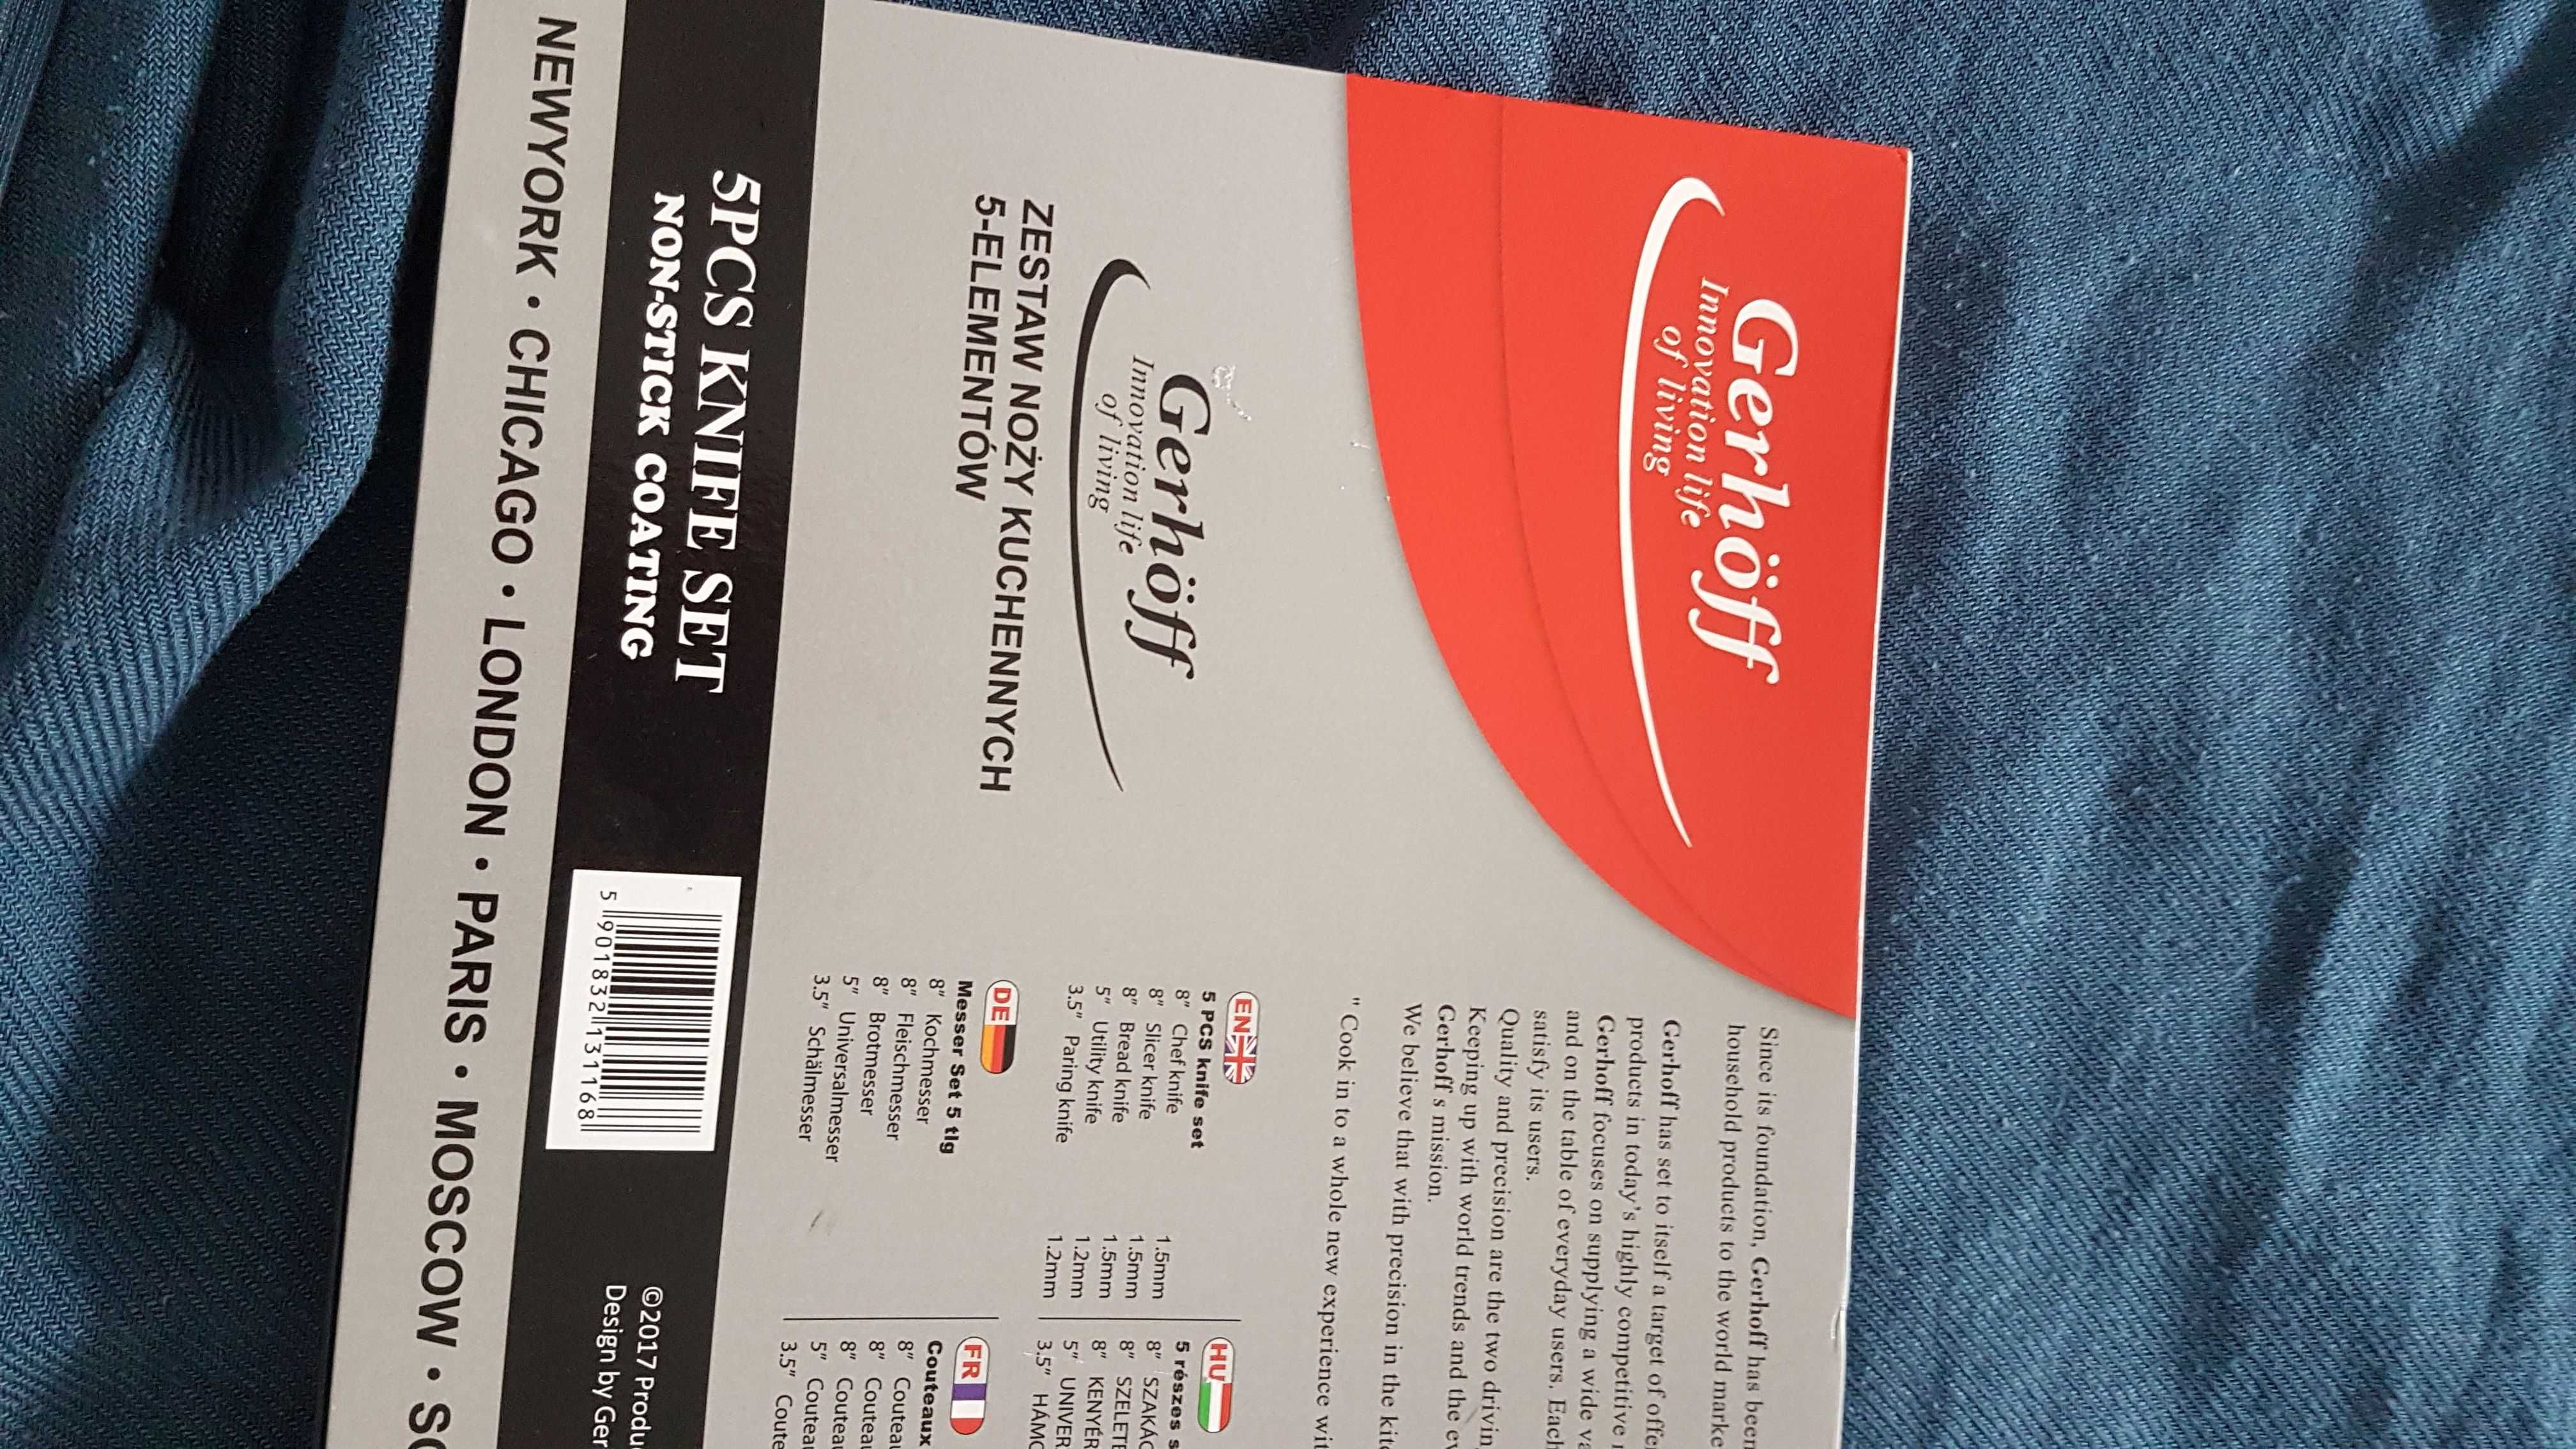 Gerhöff
Innovation life
of living
Since its foundation, Gerhoff has been
household products to the world marke
Gerhoff has set to itself a target of offe
products in today's highly competitive
Gerhoff focuses on supplying a wide va
and on the table of everyday users. Each
satisfy its users.
Quality and precision are the two drivin
Keeping up with world trends and the ev
Gerhoff s mission.
We believe that with precision in the kit
" Cook in to a whole new experience wit
Gerhöff
Innovation life
of living
ZESTAW NOŻY KUCHENNYCH
5-ELEMENTÓW
EN
5 PCS knife set
8" Chef knife 1.5mm
8" Slicer knife 1.5mm
8" Bread knife 1.5mm
5" Utility knife 1.2mm
3.5" Paring knife 1.2mm
HU
5 részes s
8" SZAKÁC
8" SZELETE
8" KENYÉR
5" UNIVER
3.5" HÁMO
DE
Messer Set 5 tlg
8" Kochmesser
8" Fleischmesser
8" Brotmesser
5" Universalmesser
3.5" Schälmesser
FR
Couteaux
8" Couteau
8" Couteau
8" Couteau
5" Couteau
3.5" Coute
5PCS KNIFE SET
NON-STICK COATING
5 901832 131168
©2017 Produ
Design by Ger
NEWYORK • CHICAGO • LONDON • PARIS • MOSCOW •